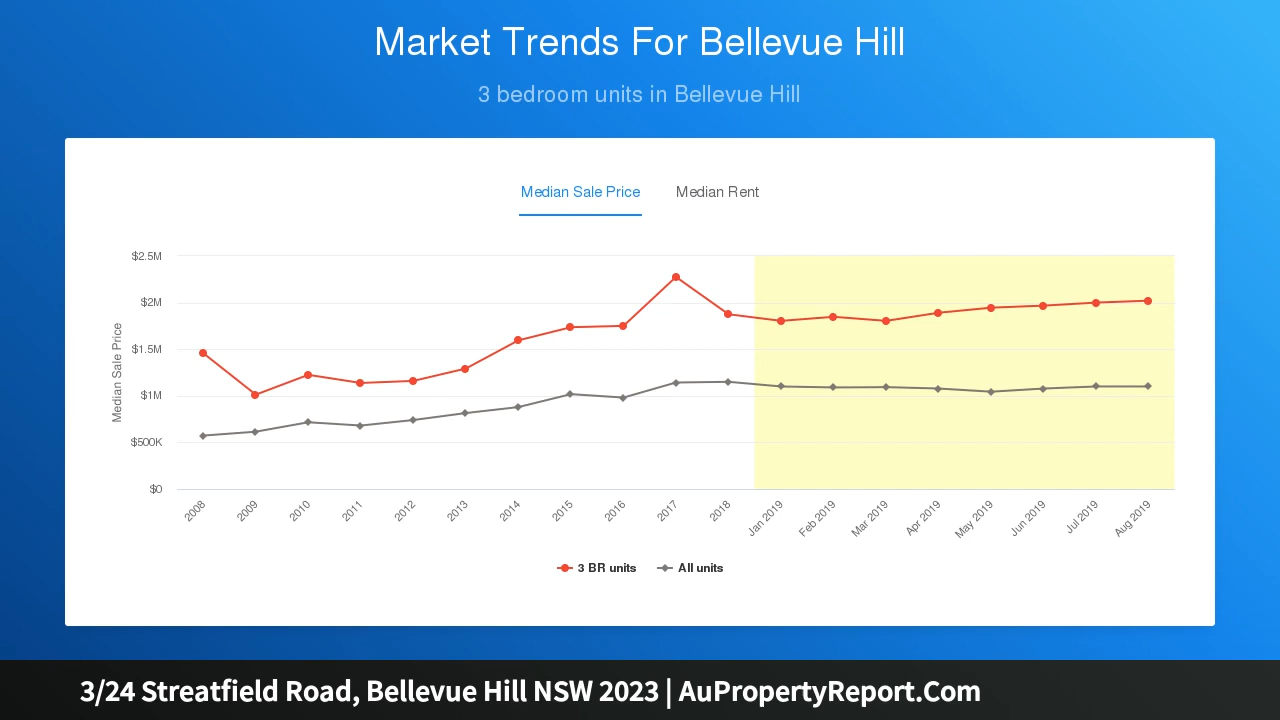 Market Trends For Bellevue Hill
3 bedroom units in Bellevue Hill
Median Sale Price Median Rent
$2.5M
$2M
$1.5M
$1M
$500K
$0
Median Sale Price
2008 2009 2010 2011 2012 2013 2014 2015 2016 2017 2018 Jan 2019 Feb 2019 Mar 2019 Apr 2019 May 2019 Jun 2019 Jul 2019 Aug 2019
3 BR units All units
3/24 Streatfield Road, Bellevue Hill NSW 2023 | AuPropertyReport.Com